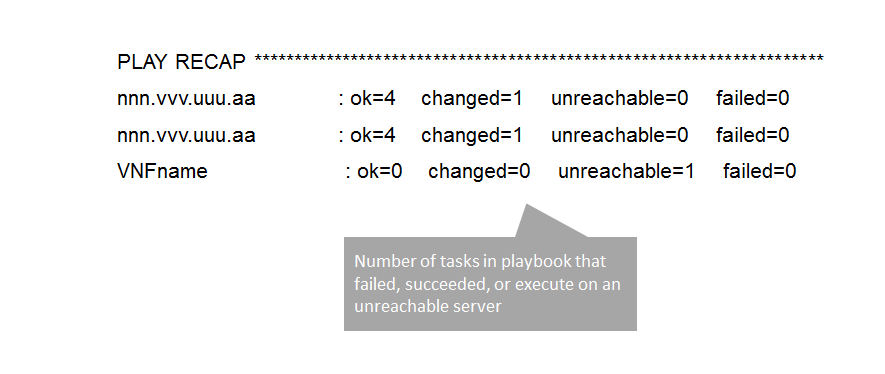 PLAY RECAP *********************************************************************
nnn.vvv.uuu.aa : ok=4 changed=1 unreachable=0 failed=0
nnn.vvv.uuu.aa : ok=4 changed=1 unreachable=0 failed=0
VNFname : ok=0 changed=0 unreachable=1 failed=0
Number of tasks in playbook that
failed, succeeded, or execute on an
unreachable server